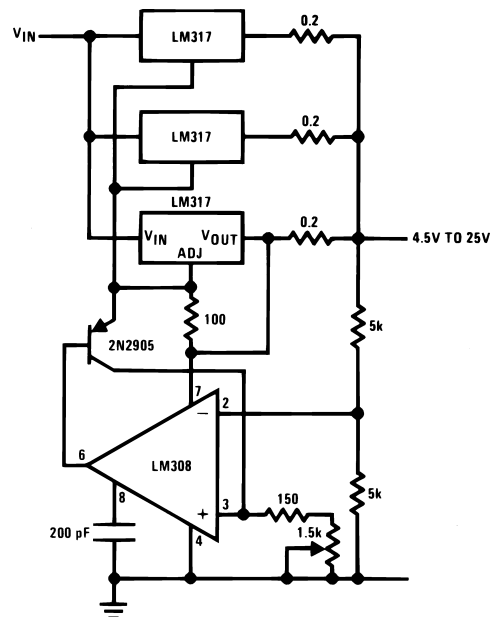 0.2
VIN
LM317
0.2
LM317
LM317
0.2
VIN
VOUT
4.5V TO 25V
ADJ
100
5k
2N2905
7
2
−
6
LM308
8
+
3
150
5k
1.5k
200 pF
4